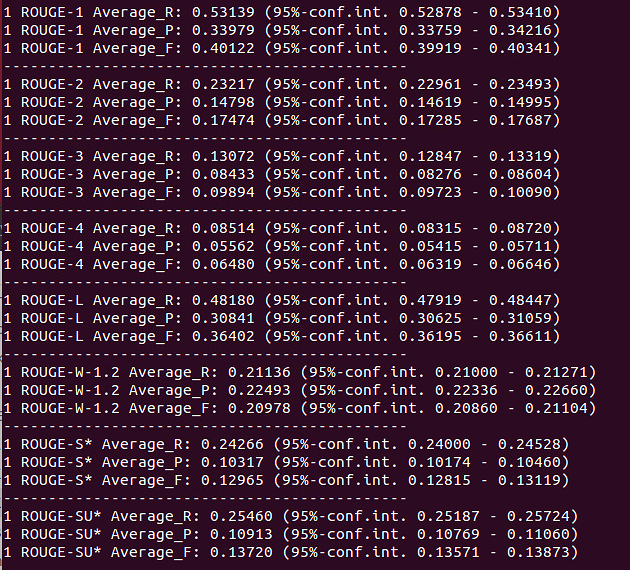 1 ROUGE-1 Average_R: 0.53139 (95%-conf.int. 0.52878 - 0.53410)
1 ROUGE-1 Average_P: 0.33979 (95%-conf.int. 0.33759 - 0.34216)
1 ROUGE-1 Average_F: 0.40122 (95%-conf.int. 0.39919 - 0.40341)
---------------------------------------------
1 ROUGE-2 Average_R: 0.23217 (95%-conf.int. 0.22961 - 0.23493)
1 ROUGE-2 Average_P: 0.14798 (95%-conf.int. 0.14619 - 0.14995)
1 ROUGE-2 Average_F: 0.17474 (95%-conf.int. 0.17285 - 0.17687)
---------------------------------------------
1 ROUGE-3 Average_R: 0.13072 (95%-conf.int. 0.12847 - 0.13319)
1 ROUGE-3 Average_P: 0.08433 (95%-conf.int. 0.08276 - 0.08604)
1 ROUGE-3 Average_F: 0.09894 (95%-conf.int. 0.09723 - 0.10090)
---------------------------------------------
1 ROUGE-4 Average_R: 0.08514 (95%-conf.int. 0.08315 - 0.08720)
1 ROUGE-4 Average_P: 0.05562 (95%-conf.int. 0.05415 - 0.05711)
1 ROUGE-4 Average_F: 0.06480 (95%-conf.int. 0.06319 - 0.06646)
---------------------------------------------
1 ROUGE-L Average_R: 0.48180 (95%-conf.int. 0.47919 - 0.48447)
1 ROUGE-L Average_P: 0.30841 (95%-conf.int. 0.30625 - 0.31059)
1 ROUGE-L Average_F: 0.36402 (95%-conf.int. 0.36195 - 0.36611)
---------------------------------------------
1 ROUGE-W-1.2 Average_R: 0.21136 (95%-conf.int. 0.21000 - 0.21271)
1 ROUGE-W-1.2 Average_P: 0.22493 (95%-conf.int. 0.22336 - 0.22660)
1 ROUGE-W-1.2 Average_F: 0.20978 (95%-conf.int. 0.20860 - 0.21104)
---------------------------------------------
1 ROUGE-S* Average_R: 0.24266 (95%-conf.int. 0.24000 - 0.24528)
1 ROUGE-S* Average_P: 0.10317 (95%-conf.int. 0.10174 - 0.10460)
1 ROUGE-S* Average_F: 0.12965 (95%-conf.int. 0.12815 - 0.13119)
---------------------------------------------
1 ROUGE-SU* Average_R: 0.25460 (95%-conf.int. 0.25187 - 0.25724)
1 ROUGE-SU* Average_P: 0.10913 (95%-conf.int. 0.10769 - 0.11060)
1 ROUGE-SU* Average_F: 0.13720 (95%-conf.int. 0.13571 - 0.13873)